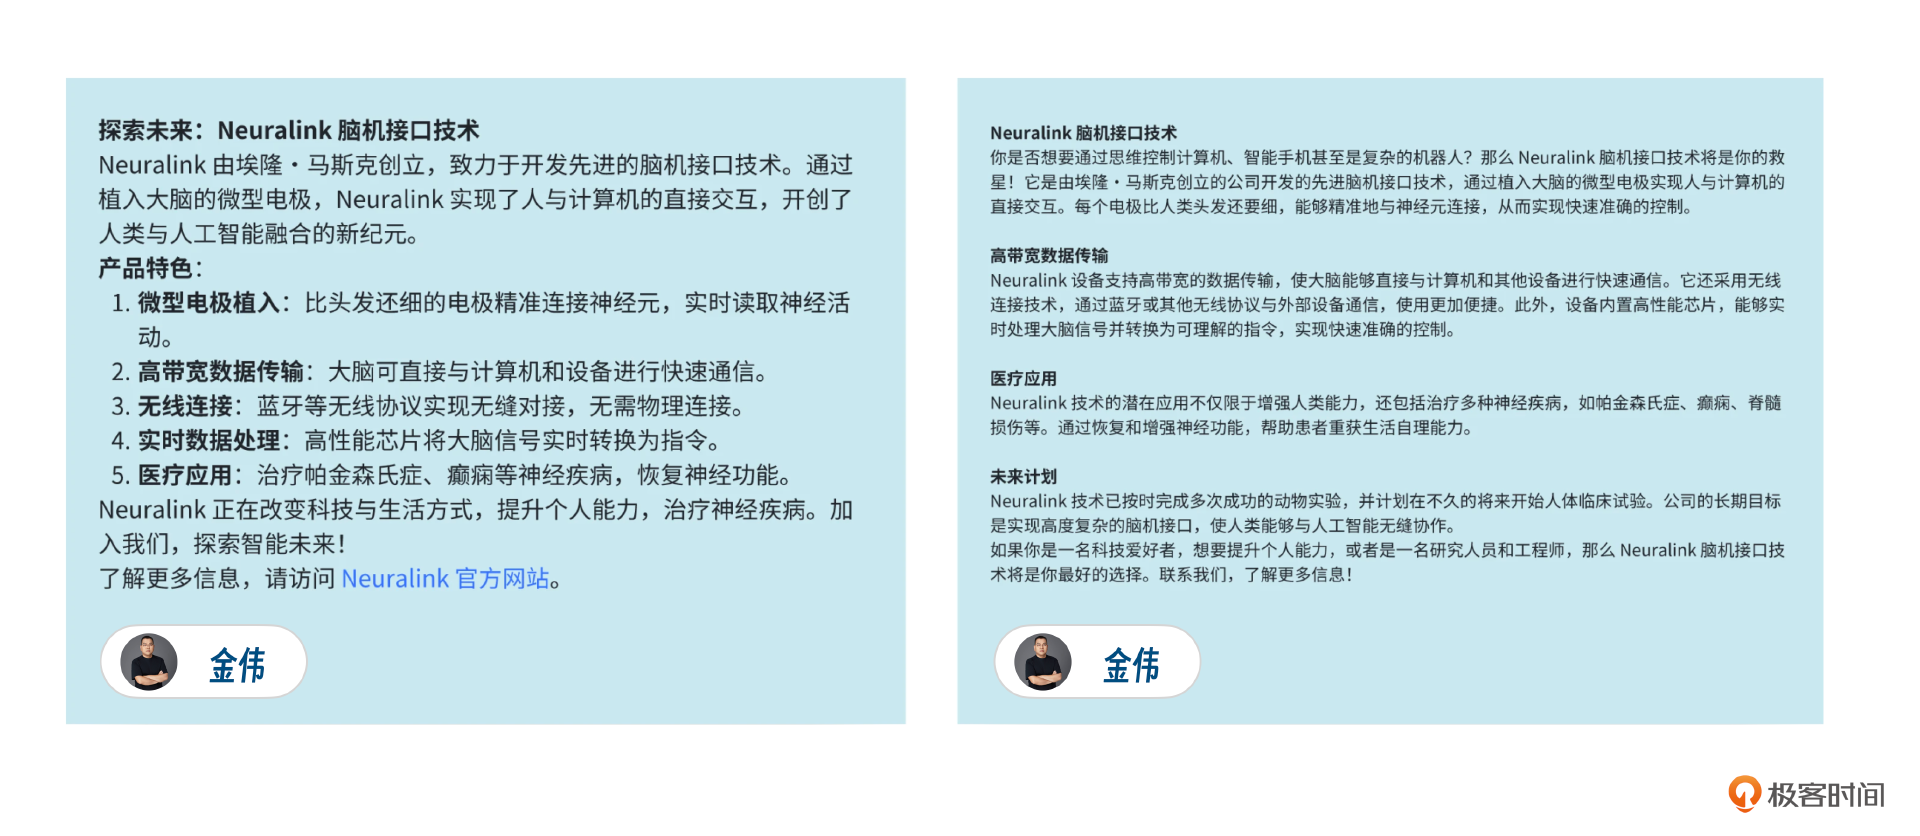 探索未来：Neuralink 脑机接口技术
Neuralink 由埃隆・马斯克创立，致力于开发先进的脑机接口技术。通过
植入大脑的微型电极，Neuralink 实现了人与计算机的直接交互，开创了
人类与人工智能融合的新纪元。
产品特色：
1. 微型电极植入：比头发还细的电极精准连接神经元，实时读取神经活
动。
2. 高带宽数据传输：大脑可直接与计算机和设备进行快速通信。
3. 无线连接：蓝牙等无线协议实现无缝对接，无需物理连接。
4. 实时数据处理：高性能芯片将大脑信号实时转换为指令。
5. 医疗应用：治疗帕金森氏症、癫痫等神经疾病，恢复神经功能。
Neuralink 正在改变科技与生活方式，提升个人能力，治疗神经疾病。加
入我们，探索智能未来！
了解更多信息，请访问 Neuralink 官方网站。
金伟
Neuralink 脑机接口技术
你是否想要通过思维控制计算机、智能手机甚至是复杂的机器人？那么 Neuralink 脑机接口技术将是你的救
星！它是由埃隆・马斯克创立的公司开发的先进脑机接口技术，通过植入大脑的微型电极实现人与计算机的
直接交互。每个电极比人类头发还要细，能够精准地与神经元连接，从而实现快速准确的控制。
高带宽数据传输
Neuralink 设备支持高带宽的数据传输，使大脑能够直接与计算机和其他设备进行快速通信。它还采用无线
连接技术，通过蓝牙或其他无线协议与外部设备通信，使用更加便捷。此外，设备内置高性能芯片，能够实
时处理大脑信号并转换为可理解的指令，实现快速准确的控制。
医疗应用
Neuralink 技术的潜在应用不仅限于增强人类能力，还包括治疗多种神经疾病，如帕金森氏症、癫痫、脊髓
损伤等。通过恢复和增强神经功能，帮助患者重获生活自理能力。
未来计划
Neuralink 技术已按时完成多次成功的动物实验，并计划在不久的将来开始人体临床试验。公司的长期目标
是实现高度复杂的脑机接口，使人类能够与人工智能无缝协作。
如果你是一名科技爱好者，想要提升个人能力，或者是一名研究人员和工程师，那么 Neuralink 脑机接口技
术将是你最好的选择。联系我们，了解更多信息！
金伟
极客时间